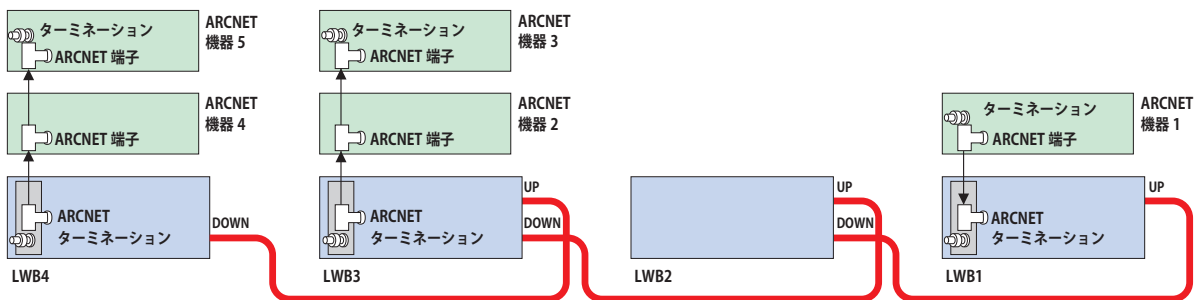 ターミネーション
ARCNET 端子
ARCNET
機器 5
ターミネーション
ARCNET 端子
ARCNET
機器 3
ARCNET 端子
ARCNET
機器 4
ARCNET 端子
ARCNET
機器 2
ターミネーション
ARCNET 端子
ARCNET
機器 1
ARCNET
ターミネーション
DOWN
LWB4
ARCNET
ターミネーション
UP
DOWN
LWB3
UP
DOWN
LWB2
ARCNET
ターミネーション
UP
LWB1